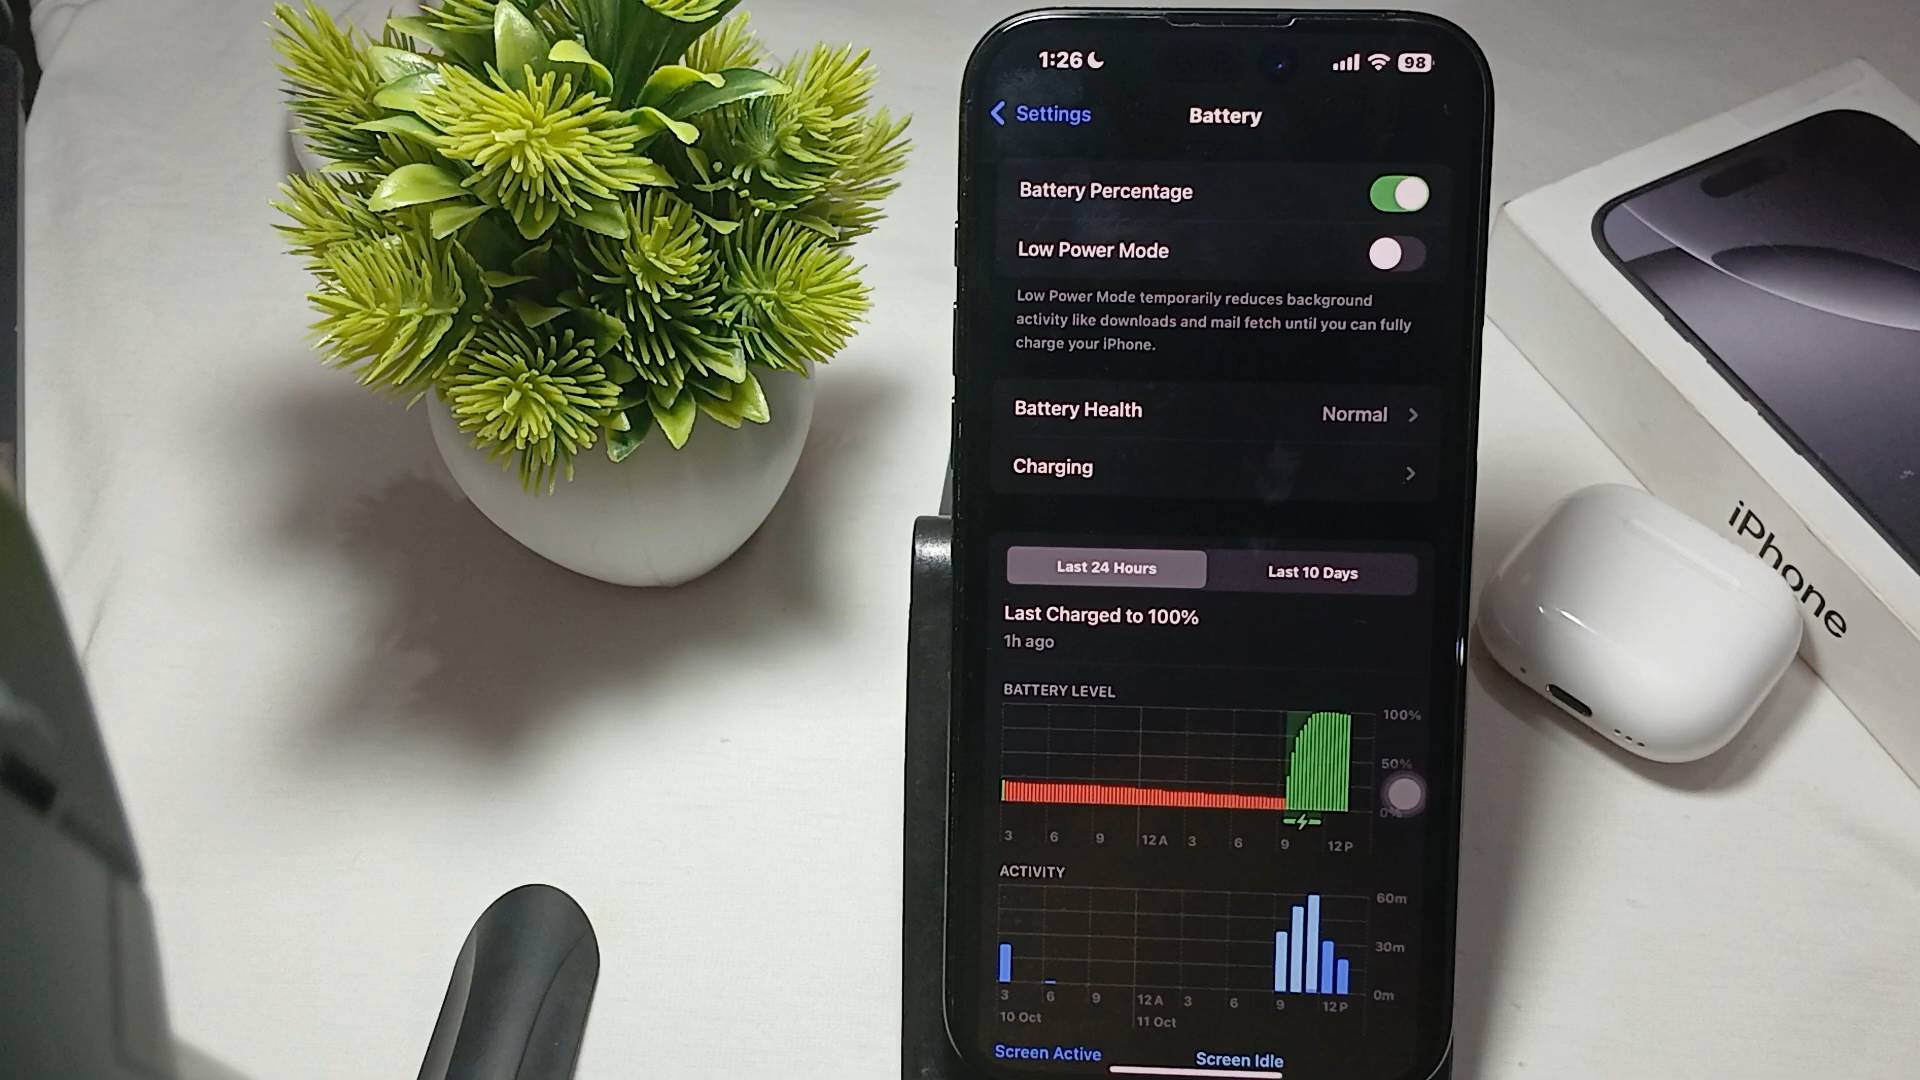 1:26
98
Settings
Battery
Battery Percentage
Low Power Mode
Low Power Mode temporarily reduces background
activity like downloads and mail fetch until you can fully
charge your iPhone.
Battery Health
Normal
Charging
Last 24 Hours
Last 10 Days
Last Charged to 100%
1h ago
BATTERY LEVEL
100%
50%
0%
3 6 9 12 A 3 6 9 12 P
ACTIVITY
60m
30m
0m
3 6 9 12 A 3 6 9 12 P
10 Oct 11 Oct
Screen Active
Screen Idle
iPhone